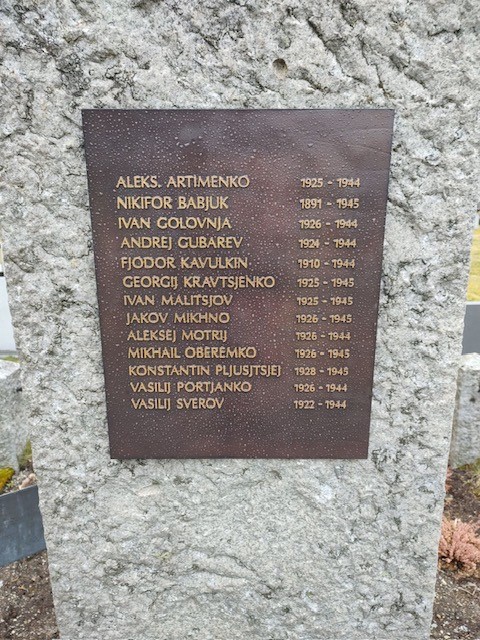 ALEKS. ARTIMENKO 1925 - 1944
NIKIFOR BABJUK 1891 - 1945
IVAN GOLOVNJA 1926 - 1944
ANDREJ GUBAREV 1924 - 1944
FJODOR KAVULKIN 1910 - 1944
GEORGIJ KRAVTSJENKO 1925 - 1945
IVAN MALITSJOV 1925 - 1945
JAKOV MIKHNO 1926 - 1945
ALEKSEJ MOTRIJ 1926 - 1944
MIKHAIL OBEREMKO 1926 - 1945
KONSTANTIN PLJUSJTSJEJ 1928 - 1945
VASILIJ PORTJANKO 1926 - 1944
VASILIJ SVEROV 1922 - 1944